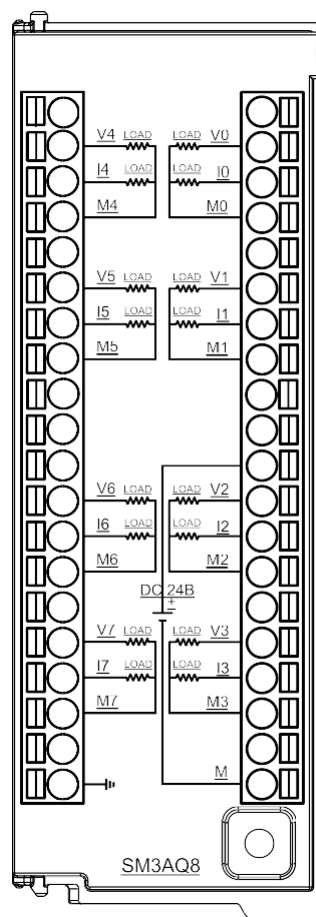 V4 LOAD LOAD V0
I4 LOAD LOAD I0
M4 M0
V5 LOAD LOAD V1
I5 LOAD LOAD I1
M5 M1
V6 LOAD LOAD V2
I6 LOAD LOAD I2
M6 M2
DC 24B
+
V7 LOAD LOAD V3
I7 LOAD LOAD I3
M7 M3
M
SM3AQ8